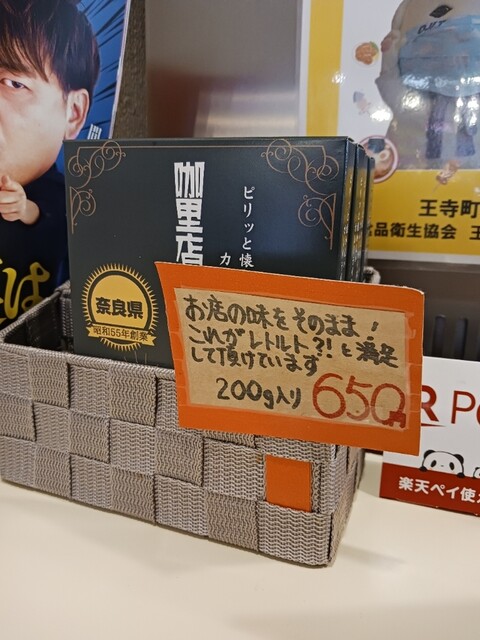 咖里店
ピリッと懐
カ
奈良県
昭和55年創業
お店の味をそのまま!
これがレトルト?!と満足
して頂けています
200g入り 650円
王寺町
品衛生協会 王
R P
楽天ペイ使え
は